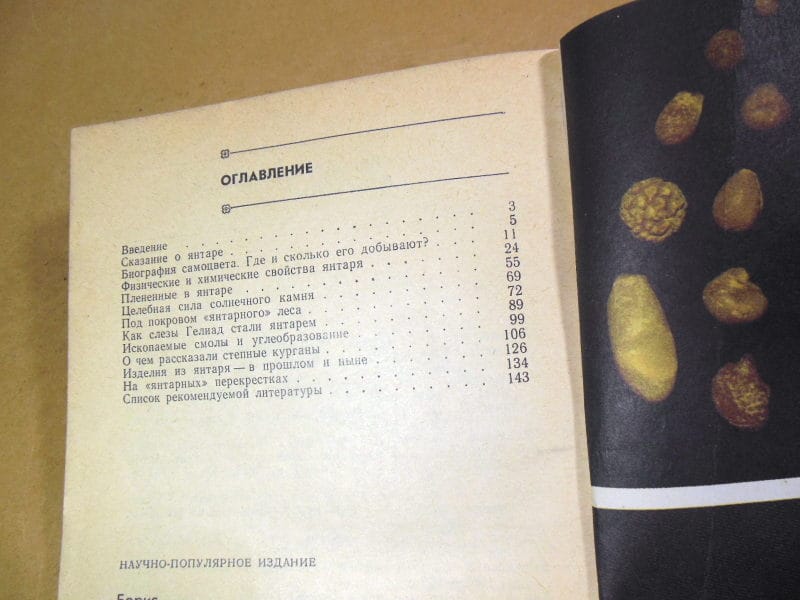 ОГЛАВЛЕНИЕ
Введение . . . . . . . . . . . . . . 3
Сказание о янтаре . . . . . . . . . . . . 5
Биография самоцвета. Где и сколько его добывают? . . 11
Физические и химические свойства янтаря . . . . . 24
Плененные в янтаре . . . . . . . . . . . 55
Целебная сила солнечного камня . . . . . . . . 69
Под покровом «янтарного» леса . . . . . . . . 72
Как слезы Гелиад стали янтарем . . . . . . . . 89
Ископаемые смолы и углеобразование . . . . . . 99
О чем рассказали степные курганы . . . . . . . 106
Изделия из янтаря — в прошлом и ныне . . . . . 126
На «янтарных» перекрестках . . . . . . . . . 134
Список рекомендуемой литературы . . . . . . . 143
НАУЧНО-ПОПУЛЯРНОЕ ИЗДАНИЕ
Борис